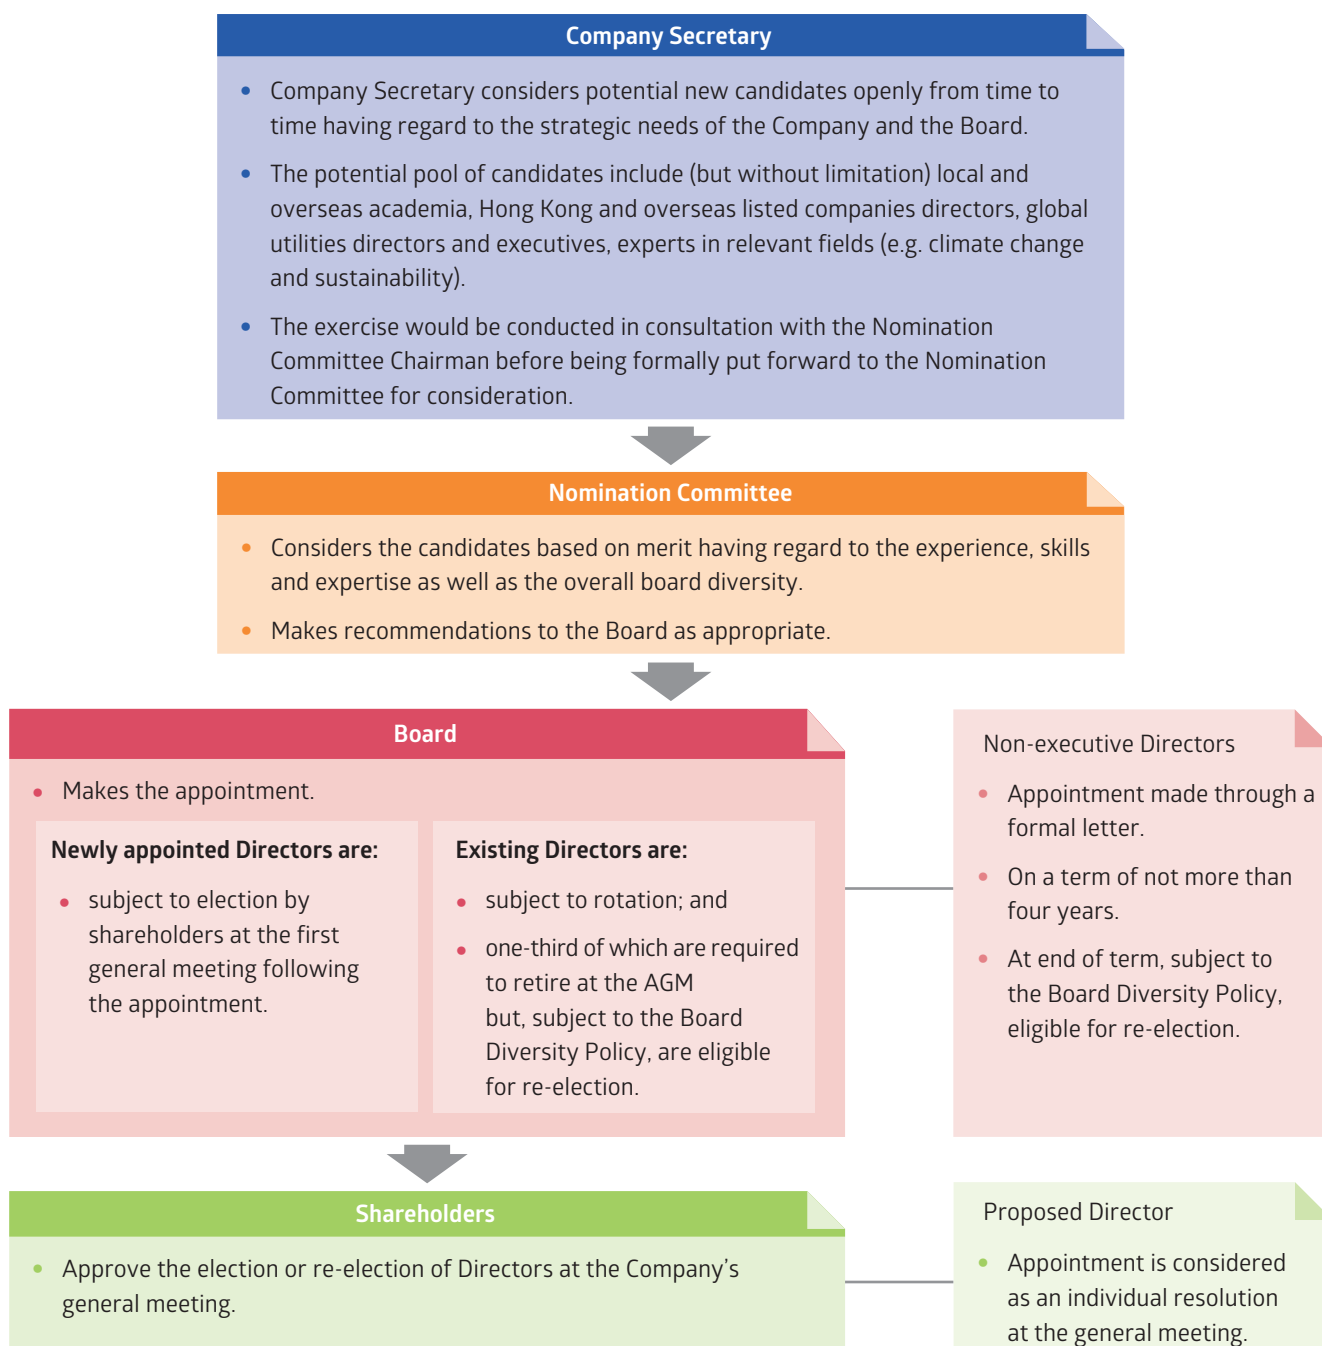 Company Secretary
• Company Secretary considers potential new candidates openly from time to
time having regard to the strategic needs of the Company and the Board.
• The potential pool of candidates include (but without limitation) local and
overseas academia, Hong Kong and overseas listed companies directors, global
utilities directors and executives, experts in relevant fields (e.g. climate change
and sustainability).
• The exercise would be conducted in consultation with the Nomination
Committee Chairman before being formally put forward to the Nomination
Committee for consideration.
Nomination Committee
• Considers the candidates based on merit having regard to the experience, skills
and expertise as well as the overall board diversity.
• Makes recommendations to the Board as appropriate.
Board
• Makes the appointment.
Newly appointed Directors are:
• subject to election by
shareholders at the first
general meeting following
the appointment.
Existing Directors are:
• subject to rotation; and
• one-third of which are required
to retire at the AGM
but, subject to the Board
Diversity Policy, are eligible
for re-election.
Non-executive Directors
• Appointment made through a
formal letter.
• On a term of not more than
four years.
• At end of term, subject to
the Board Diversity Policy,
eligible for re-election.
Shareholders
• Approve the election or re-election of Directors at the Company’s
general meeting.
Proposed Director
• Appointment is considered
as an individual resolution
at the general meeting.